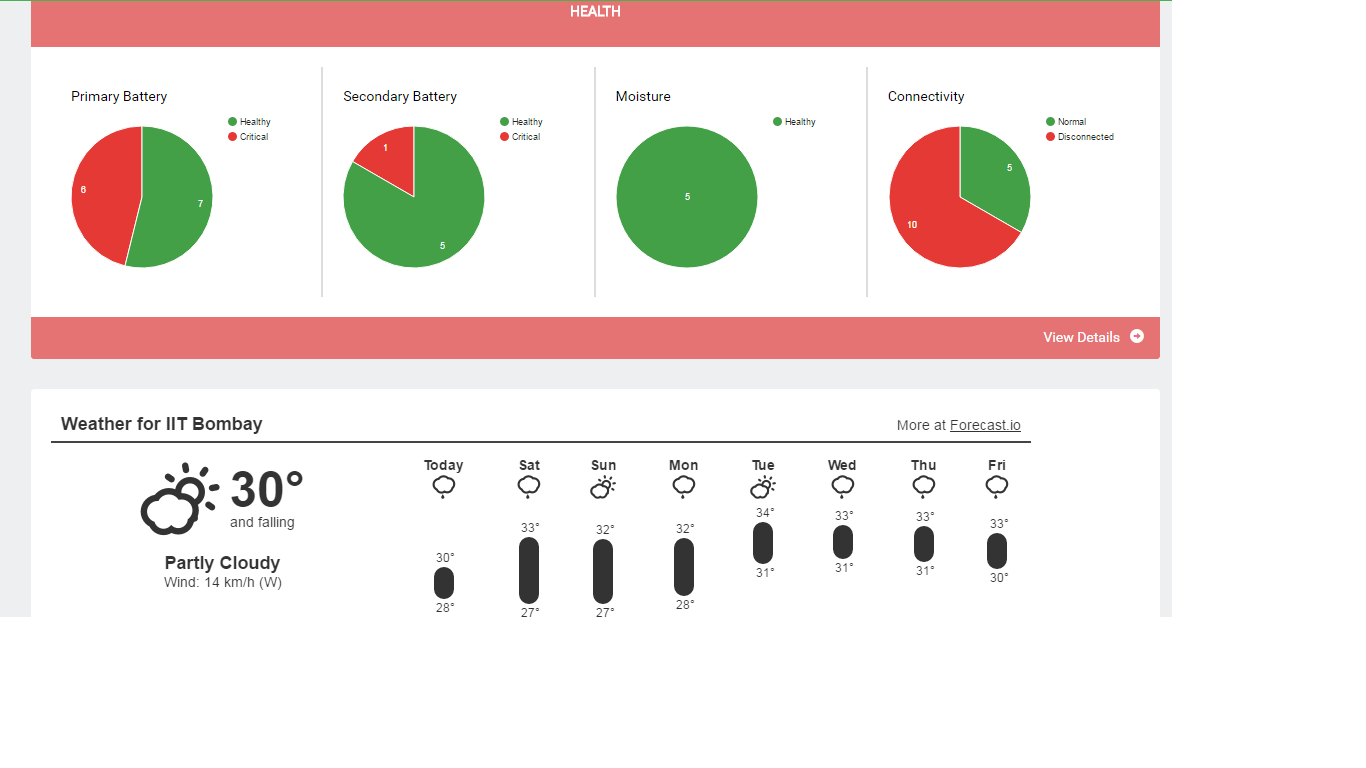 HEALTH
Primary Battery
Healthy
Critical
6
7
Secondary Battery
Healthy
Critical
1
5
Moisture
Healthy
5
Connectivity
Normal
Disconnected
5
10
View Details
Weather for IIT Bombay
More at Forecast.io
30°
and falling
Partly Cloudy
Wind: 14 km/h (W)
Today Sat Sun Mon Tue Wed Thu Fri
30° 33° 32° 32° 34° 33° 33° 33°
28° 27° 27° 28° 31° 31° 31° 30°